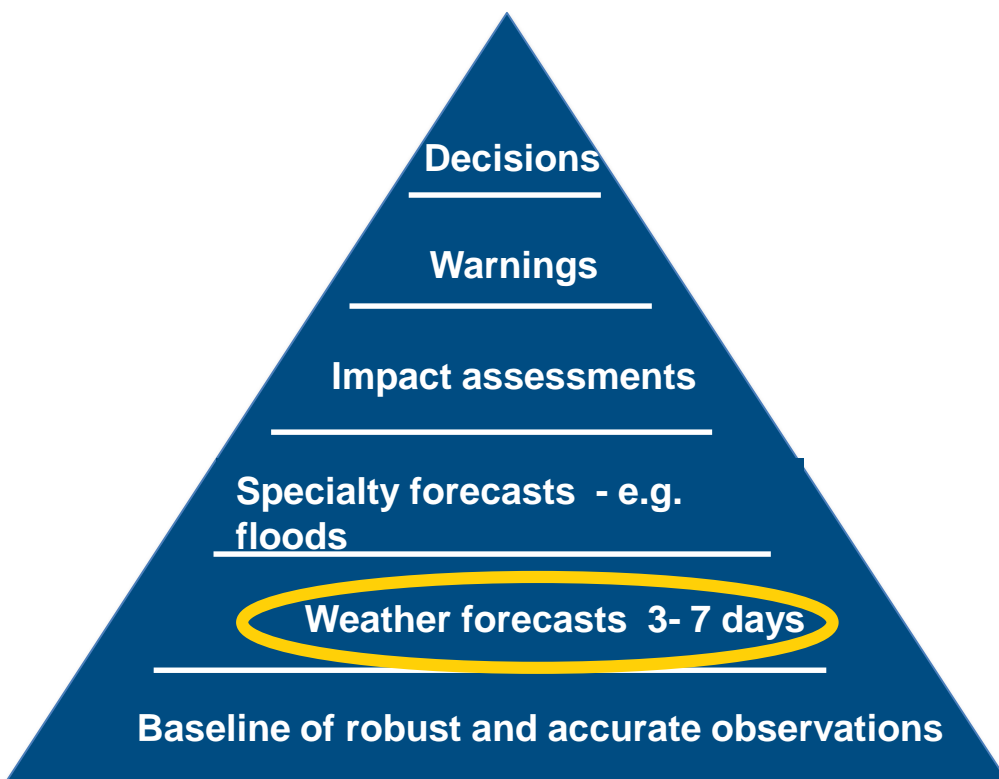 Decisions
Warnings
Impact assessments
Specialty forecasts  - e.g.
floods
Weather forecasts  3- 7 days
Baseline of robust and accurate observations